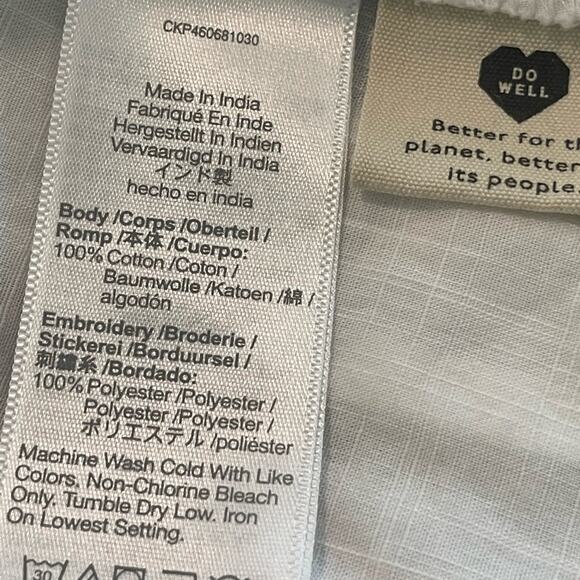 CKP460681030
Made In India
Fabriqué En Inde
Hergestellt In Indien
Vervaardigd In India
インド製
hecho en india
Body /Corps /Oberteil /
Romp /本体 /Cuerpo:
100% Cotton /Coton /
Baumwolle /Katoen /綿 /
algodón
Embroidery /Broderie /
Stickerei /Borduursel /
刺繍糸 /Bordado:
100% Polyester /Polyester /
Polyester /Polyester /
ポリエステル /poliéster
Machine Wash Cold With Like
Colors. Non-Chlorine Bleach
Only. Tumble Dry Low. Iron
On Lowest Setting.
30
DO
WELL
Better for th
planet, better
its people.